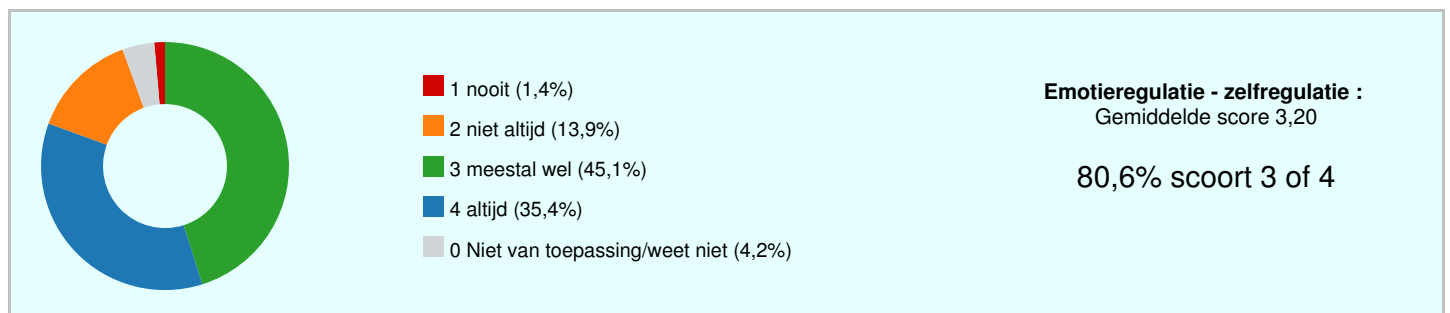 1 nooit (1,4%)
2 niet altijd (13,9%)
3 meestal wel (45,1%)
4 altijd (35,4%)
0 Niet van toepassing/weet niet (4,2%)
Emotieregulatie - zelfregulatie :
Gemiddelde score 3,20
80,6% scoort 3 of 4